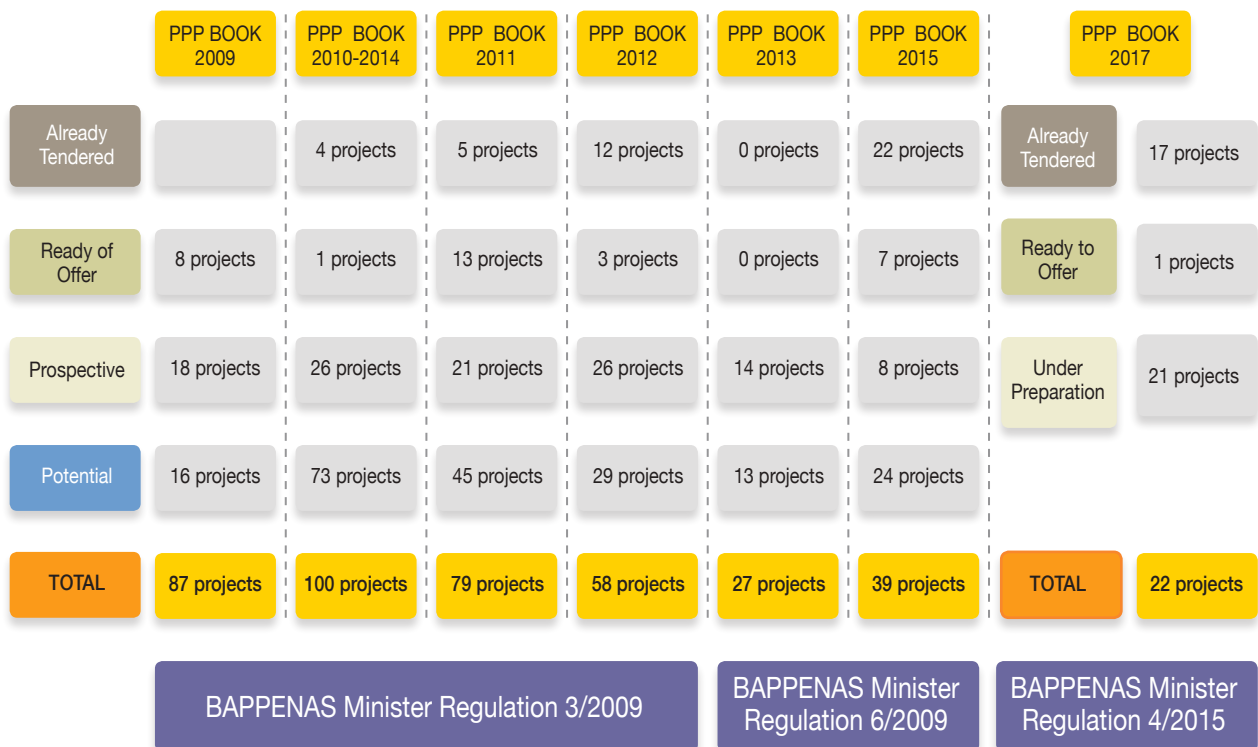 PPP BOOK
2009
PPP BOOK
2010-2014
PPP BOOK
2011
PPP BOOK
2012
PPP BOOK
2013
PPP BOOK
2015
PPP BOOK
2017
Already
Tendered
4 projects
5 projects
12 projects
0 projects
22 projects
Already
Tendered
17 projects
Ready of
Offer
8 projects
1 projects
13 projects
3 projects
0 projects
7 projects
Ready to
Offer
1 projects
Prospective
18 projects
26 projects
21 projects
26 projects
14 projects
8 projects
Under
Preparation
21 projects
Potential
16 projects
73 projects
45 projects
29 projects
13 projects
24 projects
TOTAL
87 projects
100 projects
79 projects
58 projects
27 projects
39 projects
TOTAL
22 projects
BAPPENAS Minister Regulation 3/2009
BAPPENAS Minister
Regulation 6/2009
BAPPENAS Minister
Regulation 4/2015